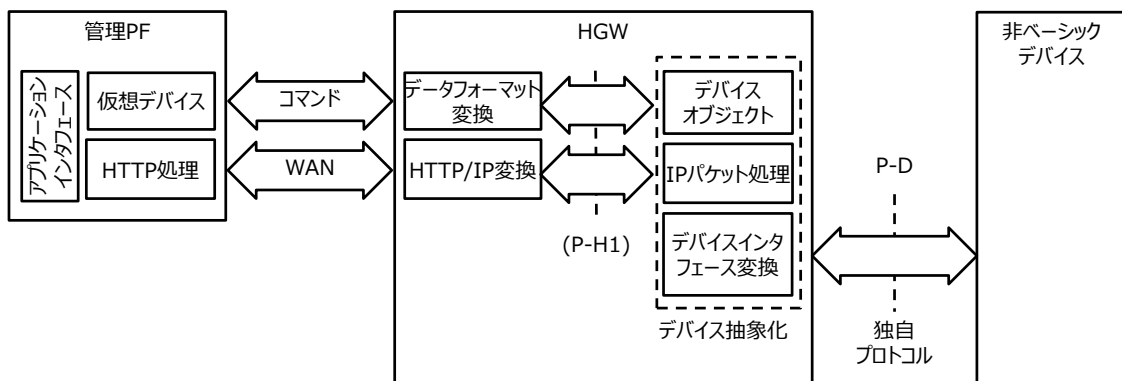 管理PF
アプリケーション
インタフェース
仮想デバイス
HTTP処理
コマンド
WAN
HGW
データフォーマット
変換
HTTP/IP変換
(P-H1)
デバイス
オブジェクト
IPパケット処理
デバイスインタ
フェース変換
デバイス抽象化
P-D
独自
プロトコル
非ベーシック
デバイス